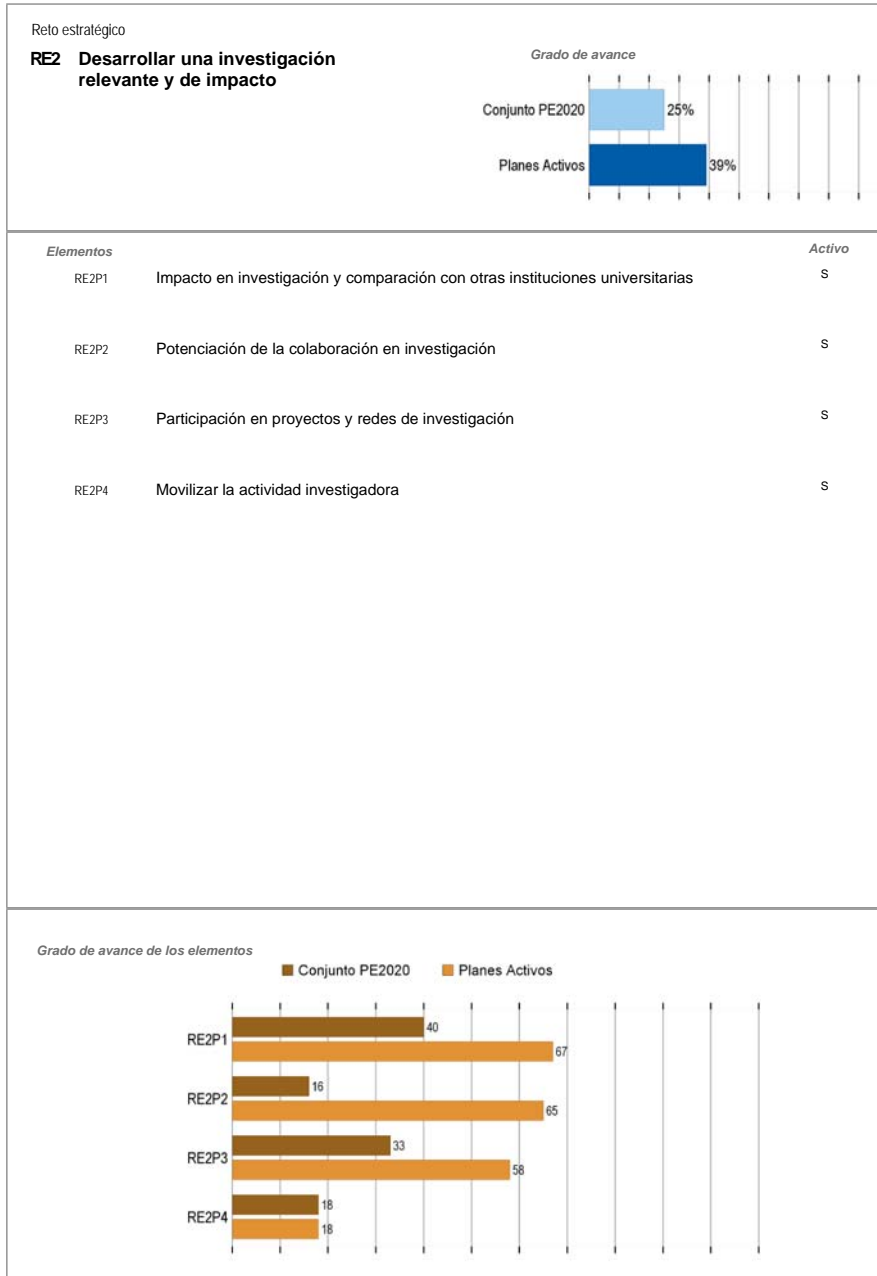 Reto estratégico
RE2 Desarrollar una investigación
relevante y de impacto
Grado de avance
Conjunto PE2020 25%
Planes Activos 39%
Elementos Activo
RE2P1 Impacto en investigación y comparación con otras instituciones universitarias S
RE2P2 Potenciación de la colaboración en investigación S
RE2P3 Participación en proyectos y redes de investigación S
RE2P4 Movilizar la actividad investigadora S
Grado de avance de los elementos
Conjunto PE2020 Planes Activos
RE2P1 40
67
RE2P2 16
65
RE2P3 33
58
RE2P4 18
18